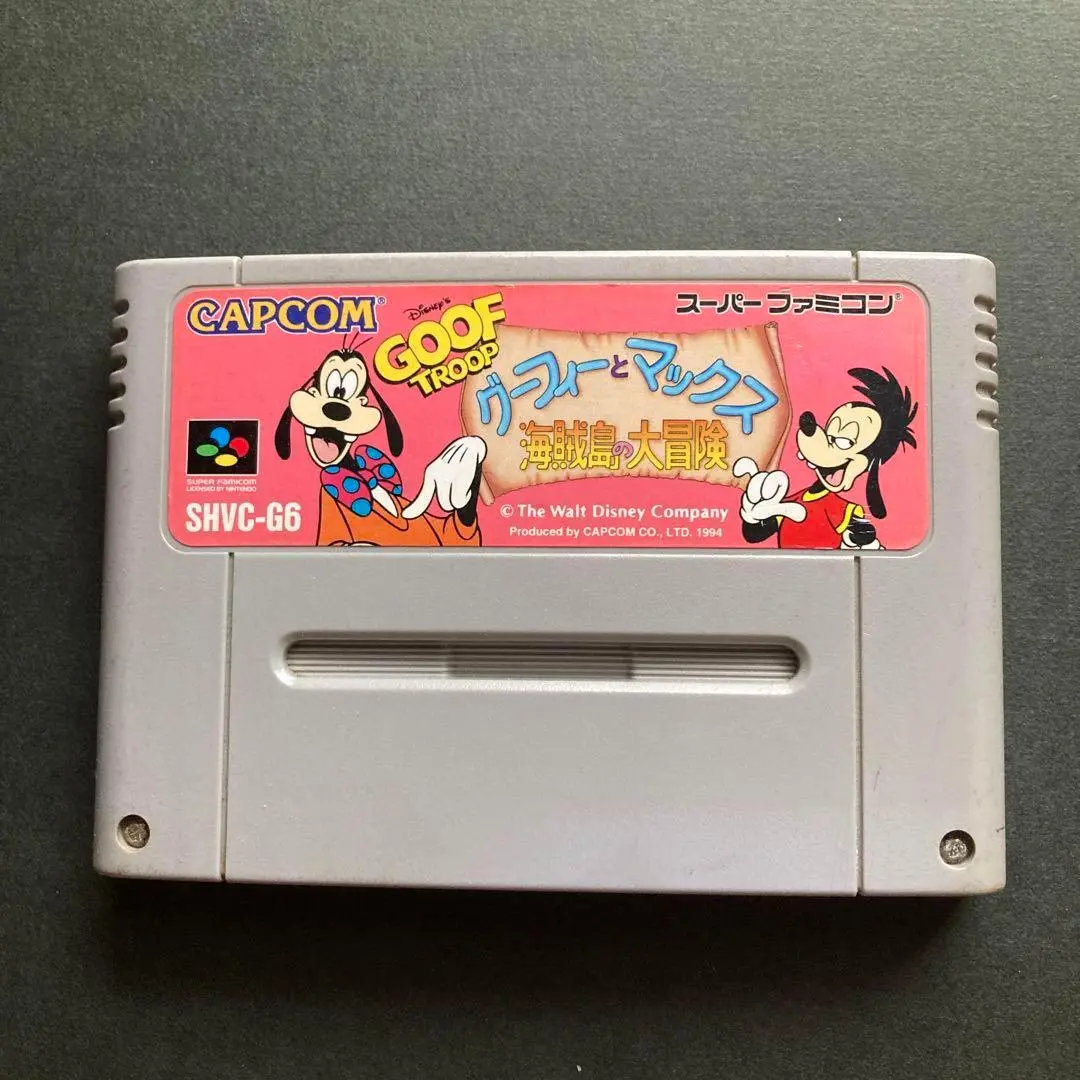 CAPCOM®
Disney's
GOOF
TROOP
スーパーファミコン®
グーフィーとマックス
海賊島の大冒険
SUPER FAMICOM
LICENSED BY NINTENDO
SHVC-G6
© The Walt Disney Company
Produced by CAPCOM CO., LTD. 1994